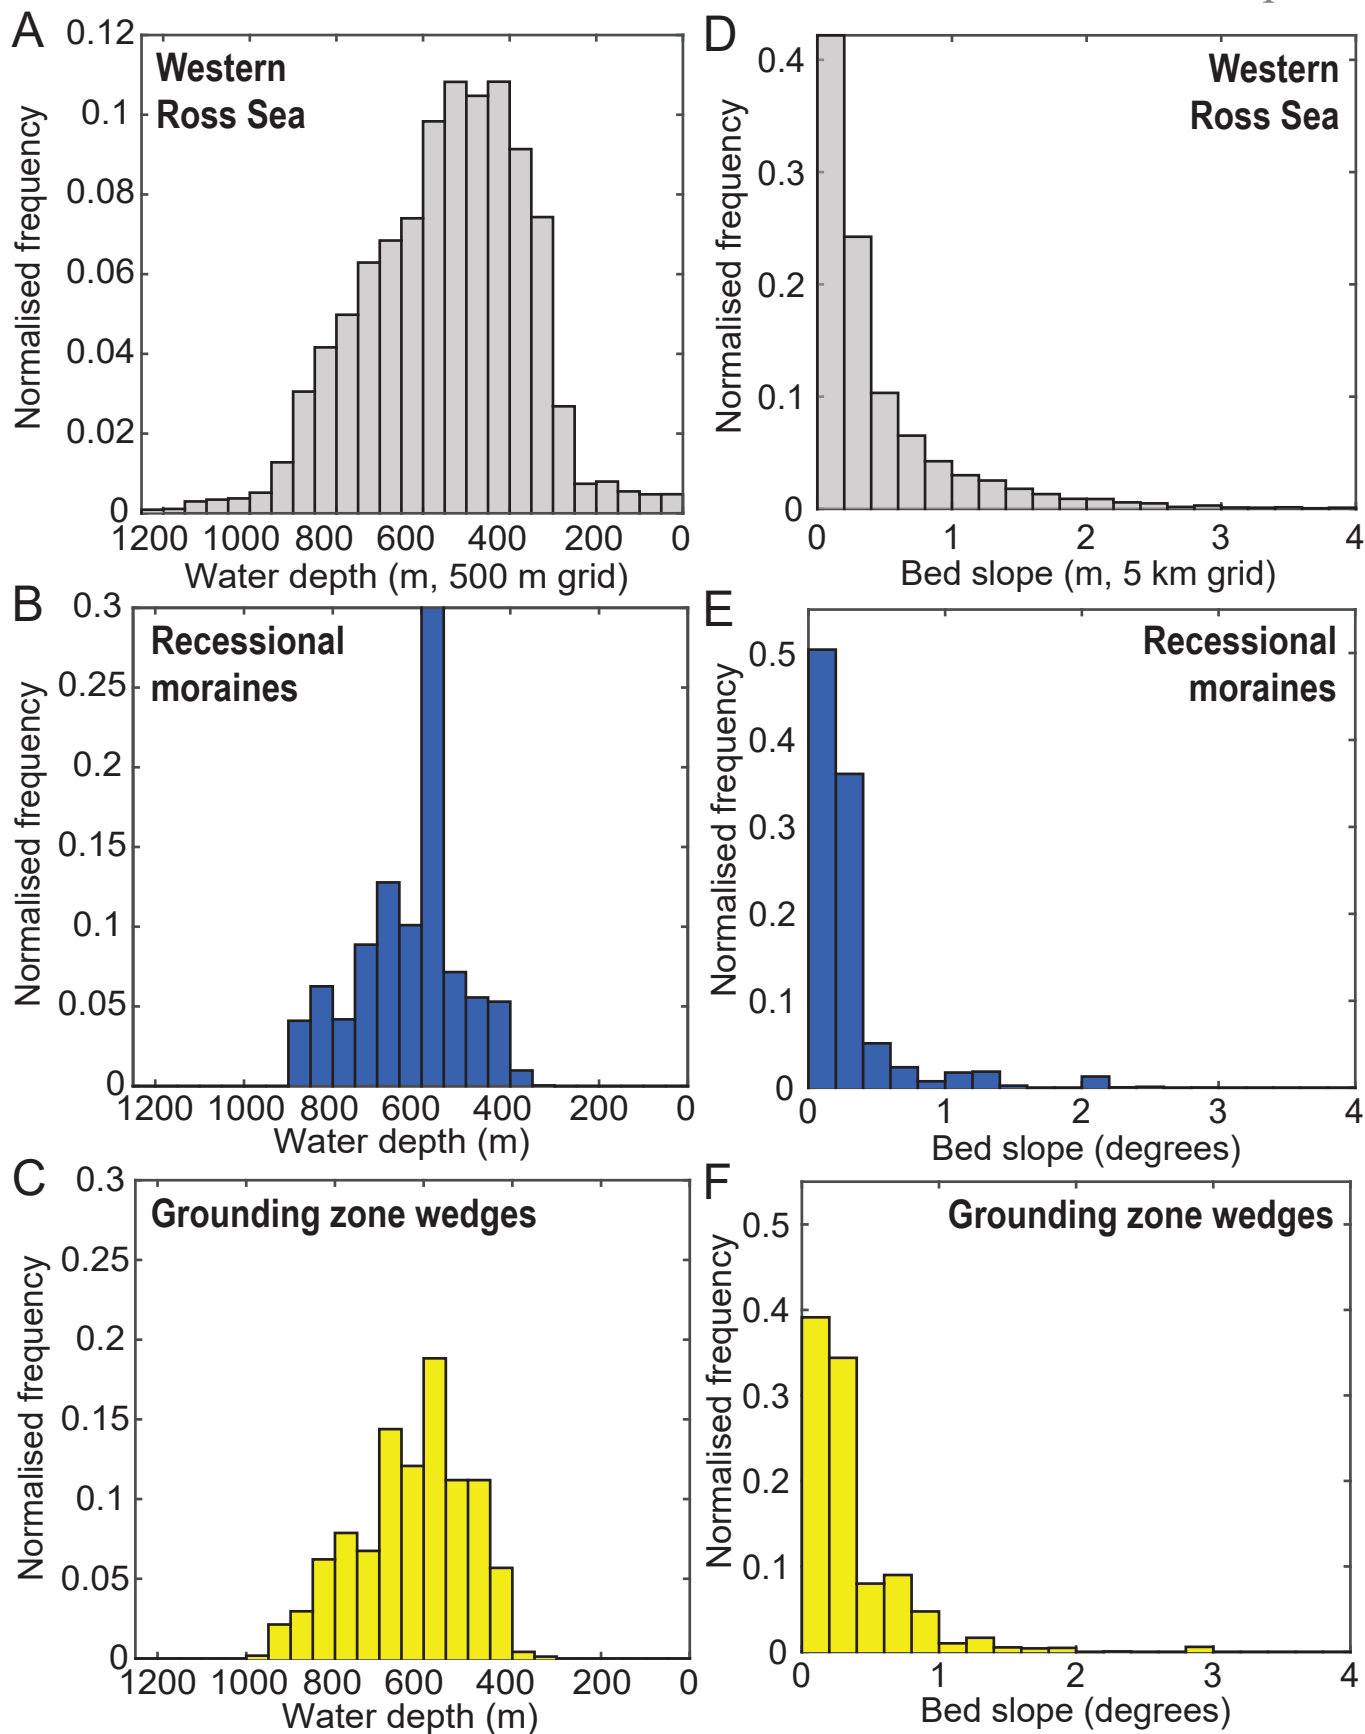 A
Western
Ross Sea
Normalised frequency
0.12
0.1
0.08
0.06
0.04
0.02
0
1200 1000 800 600 400 200 0
Water depth (m, 500 m grid)
D
Western
Ross Sea
Normalised frequency
0.4
0.3
0.2
0.1
0
0 1 2 3 4
Bed slope (m, 5 km grid)
B
Recessional
moraines
Normalised frequency
0.3
0.25
0.2
0.15
0.1
0.05
0
1200 1000 800 600 400 200 0
Water depth (m)
E
Recessional
moraines
Normalised frequency
0.5
0.4
0.3
0.2
0.1
0
0 1 2 3 4
Bed slope (degrees)
C
Grounding zone wedges
Normalised frequency
0.3
0.25
0.2
0.15
0.1
0.05
0
1200 1000 800 600 400 200 0
Water depth (m)
F
Grounding zone wedges
Normalised frequency
0.5
0.4
0.3
0.2
0.1
0
0 1 2 3 4
Bed slope (degrees)